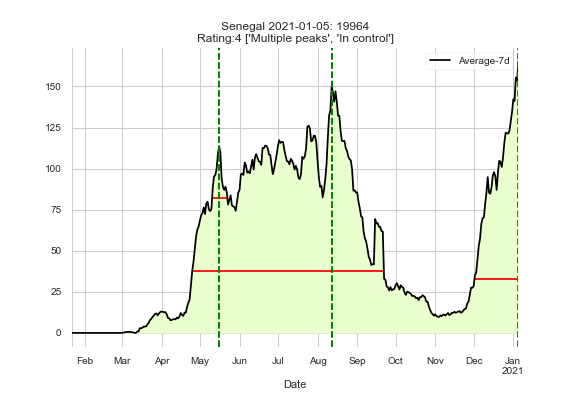 Senegal 2021-01-05: 19964
Rating:4 ['Multiple peaks', 'In control']
Average-7d
150
125
100
75
50
25
0
Feb Mar Apr May Jun Jul Aug Sep Oct Nov Dec Jan
2021
Date